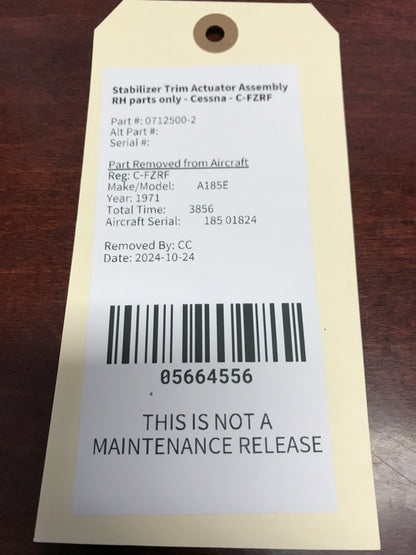 Stabilizer Trim Actuator Assembly
RH parts only - Cessna - C-FZRF
Part #: 0712500-2
Alt Part #:
Serial #:
Part Removed from Aircraft
Reg: C-FZRF
Make/Model: A185E
Year: 1971
Total Time: 3856
Aircraft Serial: 185 01824
Removed By: CC
Date: 2024-10-24
05664556
THIS IS NOT A
MAINTENANCE RELEASE